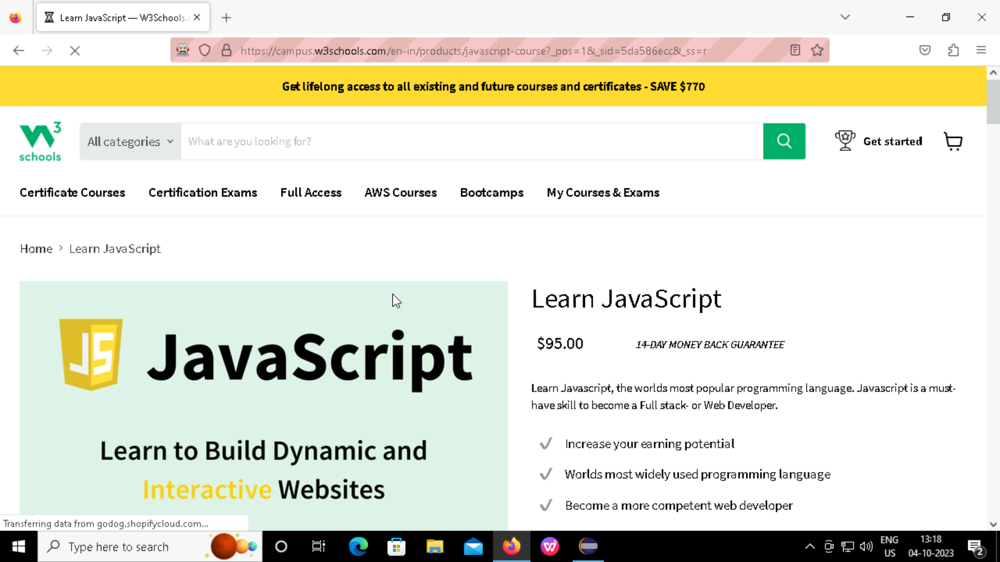 Learn JavaScript — W3Schools.c
https://campus.w3schools.com/en-in/products/javascript-course?_pos=1&_sid=5da586ecc&_ss=r
Get lifelong access to all existing and future courses and certificates - SAVE $770
W3 schools
All categories
What are you looking for?
Get started
Certificate Courses
Certification Exams
Full Access
AWS Courses
Bootcamps
My Courses & Exams
Home
Learn JavaScript
JS
JavaScript
Learn to Build Dynamic and
Interactive Websites
Learn JavaScript
$95.00
14-DAY MONEY BACK GUARANTEE
Learn Javascript, the worlds most popular programming language. Javascript is a must-
have skill to become a Full stack- or Web Developer.
Increase your earning potential
Worlds most widely used programming language
Become a more competent web developer
Transferring data from godog.shopifycloud.com...
Type here to search
ENG
US
13:18
04-10-2023
2